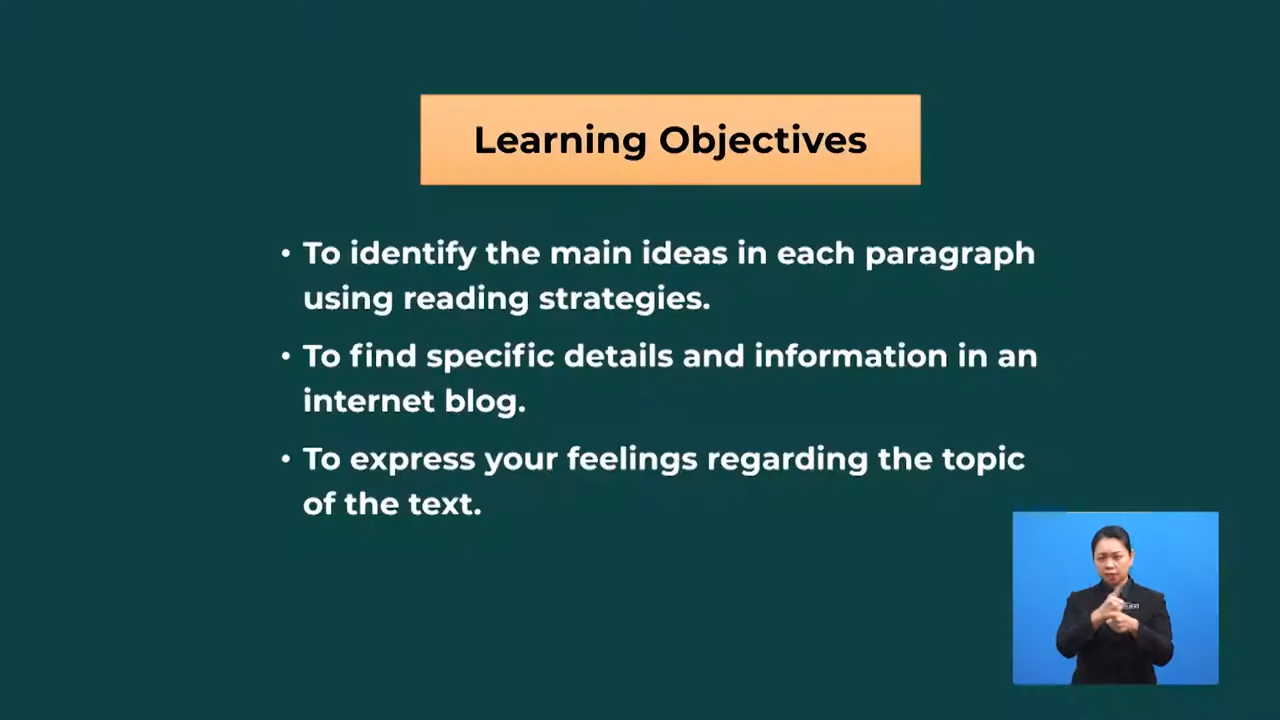 Learning Objectives
• To identify the main ideas in each paragraph
using reading strategies.
• To find specific details and information in an
internet blog.
• To express your feelings regarding the topic
of the text.